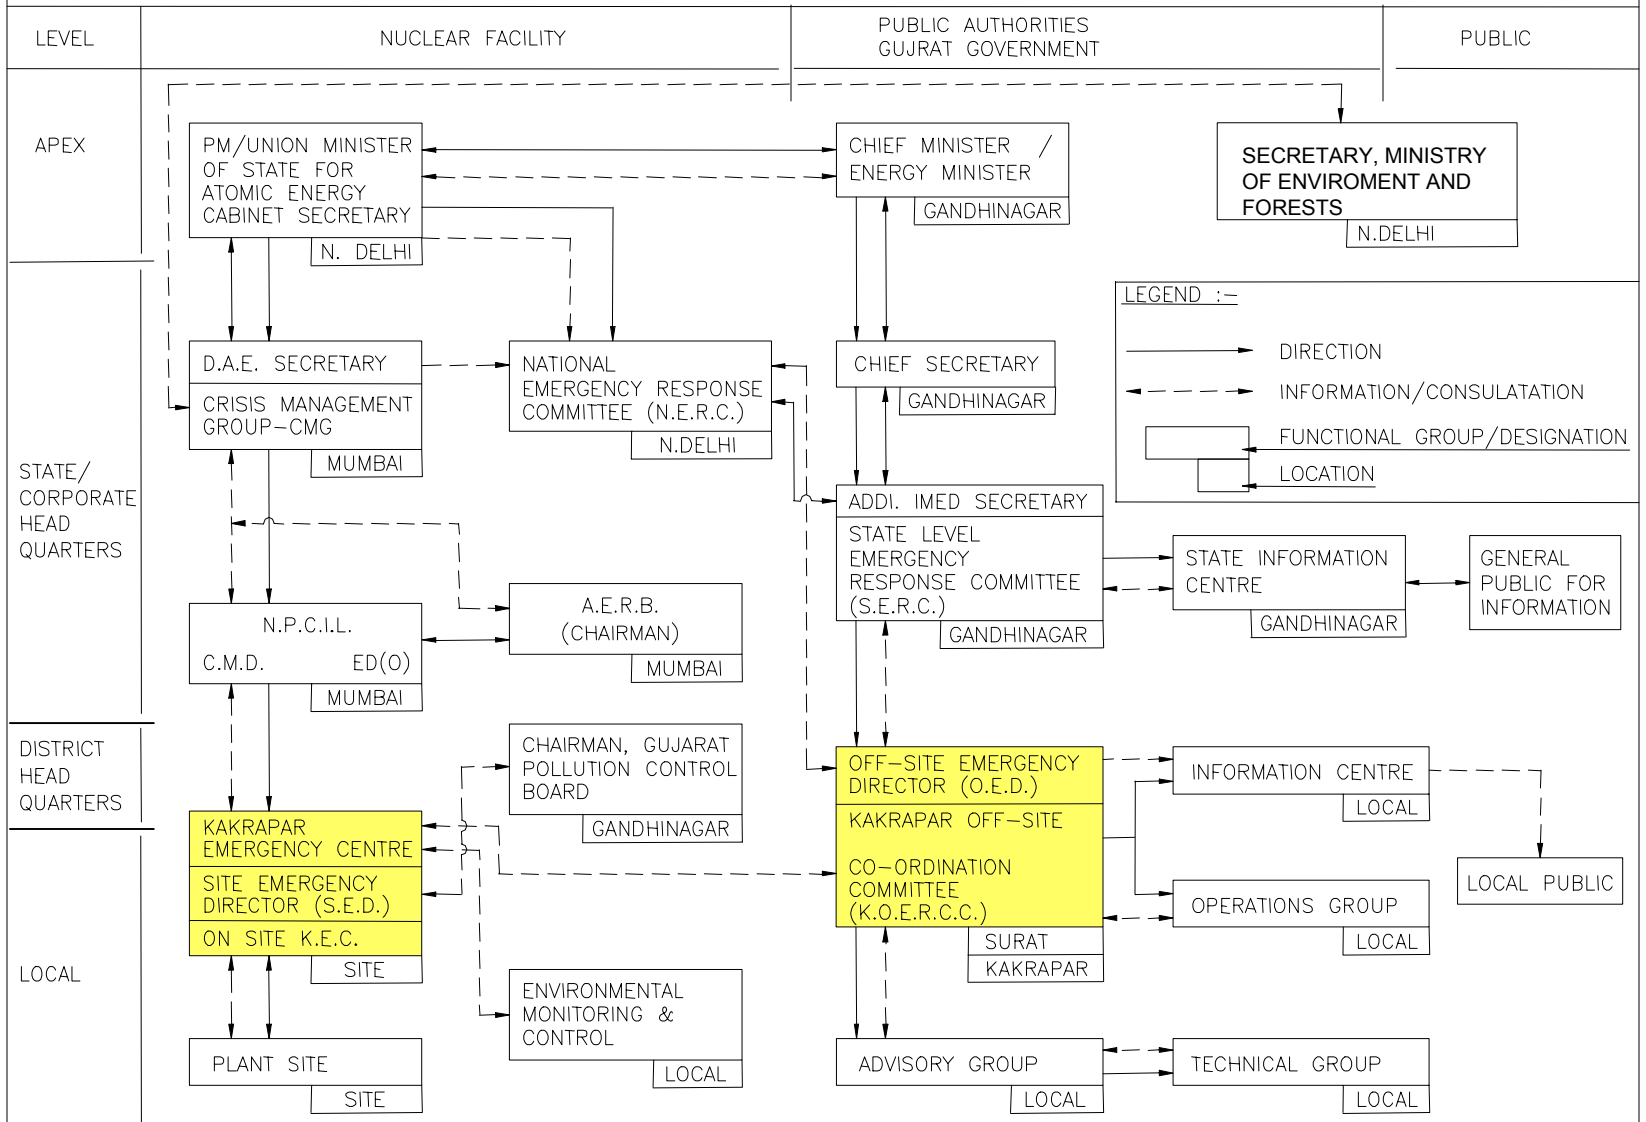 LEVEL
NUCLEAR FACILITY
PUBLIC AUTHORITIES
GUJRAT GOVERNMENT
PUBLIC
APEX
PM/UNION MINISTER
OF STATE FOR
ATOMIC ENERGY
CABINET SECRETARY
N. DELHI
CHIEF MINISTER /
ENERGY MINISTER
GANDHINAGAR
SECRETARY, MINISTRY
OF ENVIROMENT AND
FORESTS
N.DELHI
LEGEND :-
DIRECTION
INFORMATION/CONSULATATION
FUNCTIONAL GROUP/DESIGNATION
LOCATION
STATE/
CORPORATE
HEAD
QUARTERS
D.A.E. SECRETARY
CRISIS MANAGEMENT
GROUP-CMG
MUMBAI
NATIONAL
EMERGENCY RESPONSE
COMMITTEE (N.E.R.C.)
N.DELHI
CHIEF SECRETARY
GANDHINAGAR
ADDI. IMED SECRETARY
STATE LEVEL
EMERGENCY
RESPONSE COMMITTEE
(S.E.R.C.)
GANDHINAGAR
STATE INFORMATION
CENTRE
GANDHINAGAR
GENERAL
PUBLIC FOR
INFORMATION
N.P.C.I.L.
C.M.D. ED(O)
MUMBAI
A.E.R.B.
(CHAIRMAN)
MUMBAI
DISTRICT
HEAD
QUARTERS
CHAIRMAN, GUJARAT
POLLUTION CONTROL
BOARD
GANDHINAGAR
OFF-SITE EMERGENCY
DIRECTOR (O.E.D.)
KAKRAPAR OFF-SITE
CO-ORDINATION
COMMITTEE
(K.O.E.R.C.C.)
SURAT
KAKRAPAR
INFORMATION CENTRE
LOCAL
LOCAL PUBLIC
OPERATIONS GROUP
LOCAL
LOCAL
KAKRAPAR
EMERGENCY CENTRE
SITE EMERGENCY
DIRECTOR (S.E.D.)
ON SITE K.E.C.
SITE
ENVIRONMENTAL
MONITORING &
CONTROL
LOCAL
PLANT SITE
SITE
ADVISORY GROUP
LOCAL
TECHNICAL GROUP
LOCAL